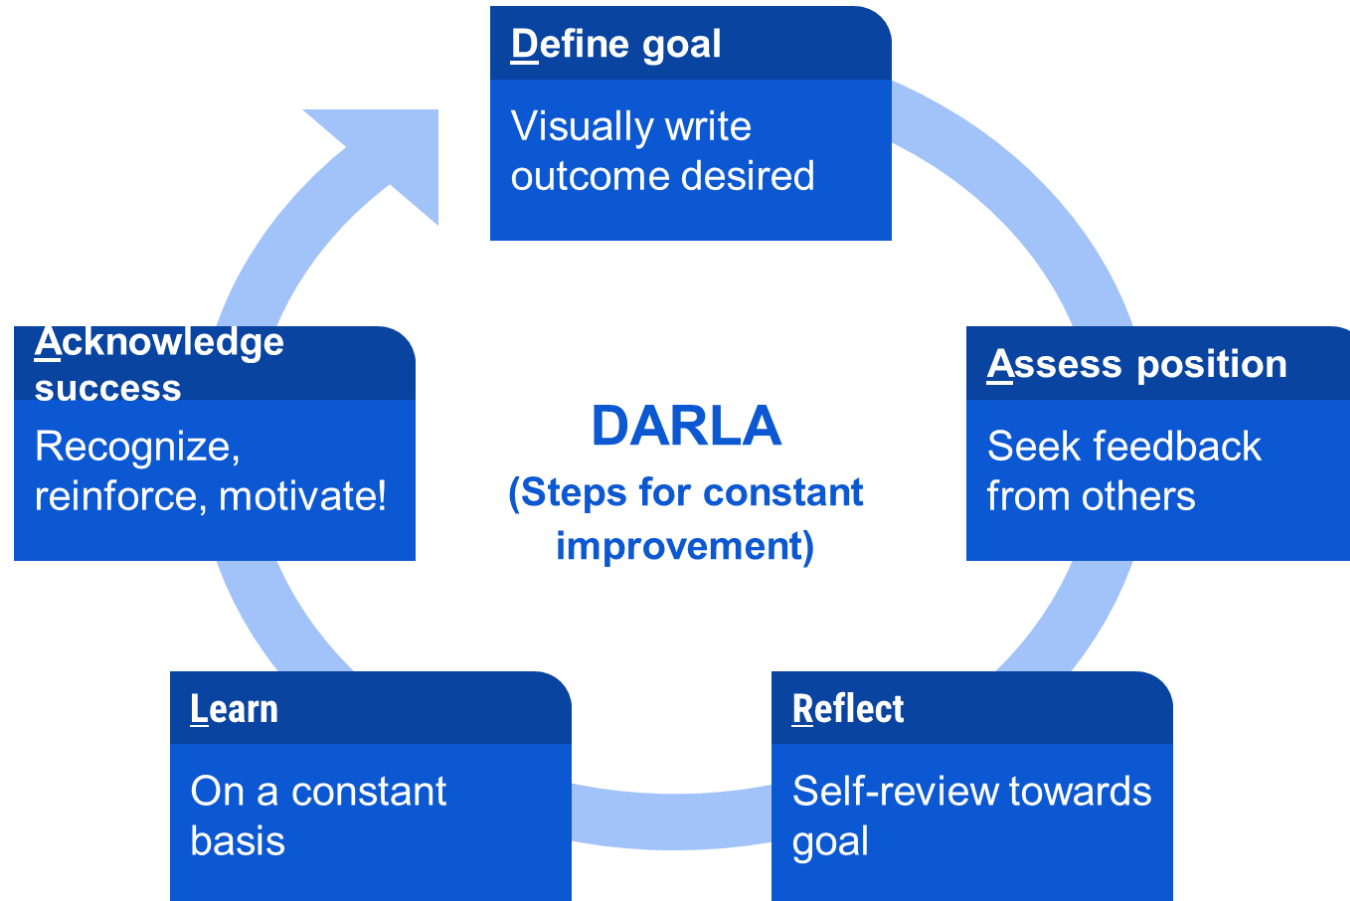 Define goal
Visually write
outcome desired
Assess position
Seek feedback
from others
Reflect
Self-review towards
goal
Learn
On a constant
basis
Acknowledge
success
Recognize,
reinforce, motivate!
DARLA
(Steps for constant
improvement)